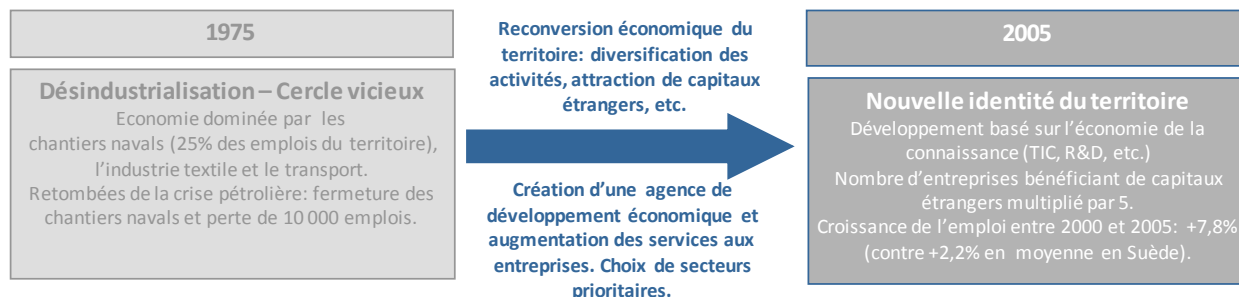 1975
Désindustrialisation – Cercle vicieux
Economie dominée par les
chantiers navals (25% des emplois du territoire),
l'industrie textile et le transport.
Retombées de la crise pétrolière: fermeture des
chantiers navals et perte de 10 000 emplois.
Reconversion économique du
territoire: diversification des
activités, attraction de capitaux
étrangers, etc.
Création d'une agence de
développement économique et
augmentation des services aux
entreprises. Choix de secteurs
prioritaires.
2005
Nouvelle identité du territoire
Développement basé sur l'économie de la
connaissance (TIC, R&D, etc.)
Nombre d'entreprises bénéficiant de capitaux
étrangers multiplié par 5.
Croissance de l'emploi entre 2000 et 2005: +7,8%
(contre +2,2% en moyenne en Suède).